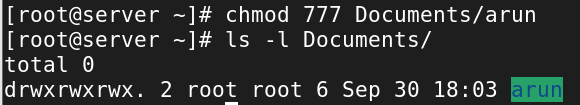 [root@server ~]# chmod 777 Documents/arun
[root@server ~]# ls -l Documents/
total 0
drwxrwxrwx. 2 root root 6 Sep 30 18:03 arun